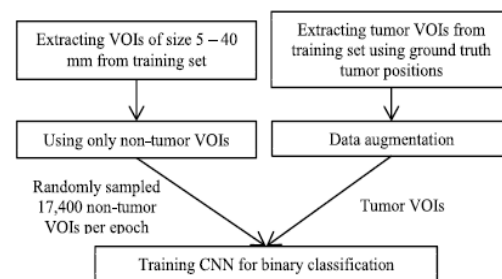 Extracting VOIs of size 5 – 40
mm from training set
Extracting tumor VOIs from
training set using ground truth
tumor positions
Using only non-tumor VOIs
Data augmentation
Randomly sampled
17,400 non-tumor
VOIs per epoch
Tumor VOIs
Training CNN for binary classification